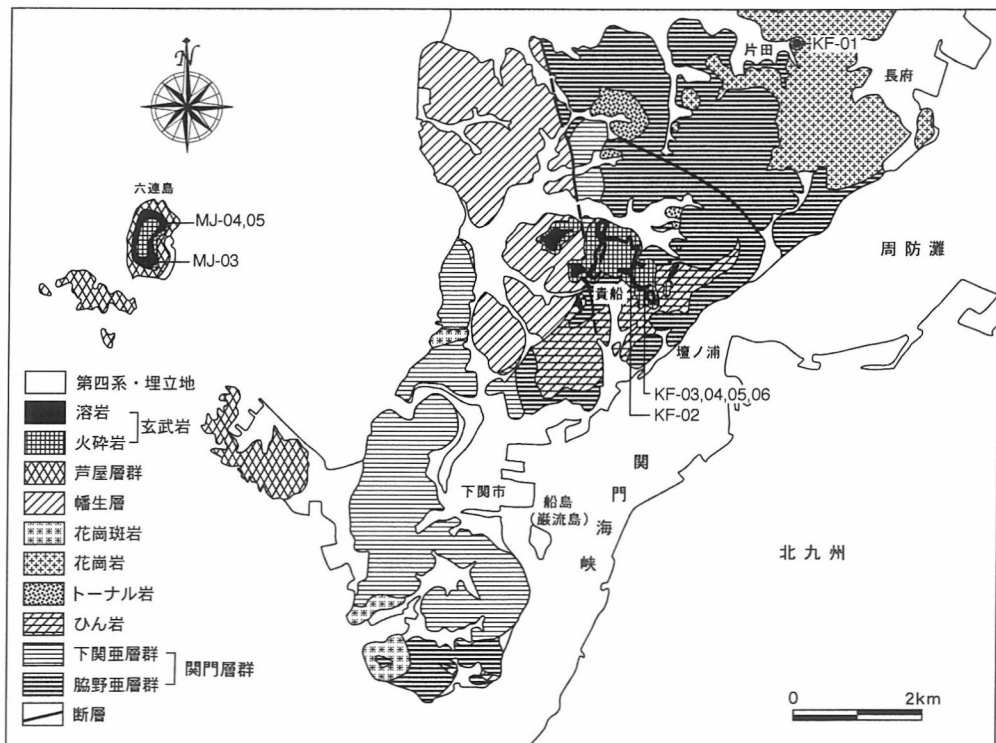 N
片田
KF-01
長府
六連島
MJ-04,05
MJ-03
周防灘
貴船
壇ノ浦
KF-03,04,05,06
KF-02
第四系・埋立地
溶岩
火砕岩
玄武岩
芦屋層群
幡生層
花崗斑岩
花崗岩
トーナル岩
ひん岩
下関亜層群
脇野亜層群
関門層群
断層
下関市
船島
(巌流島)
関門海峡
北九州
0 2km